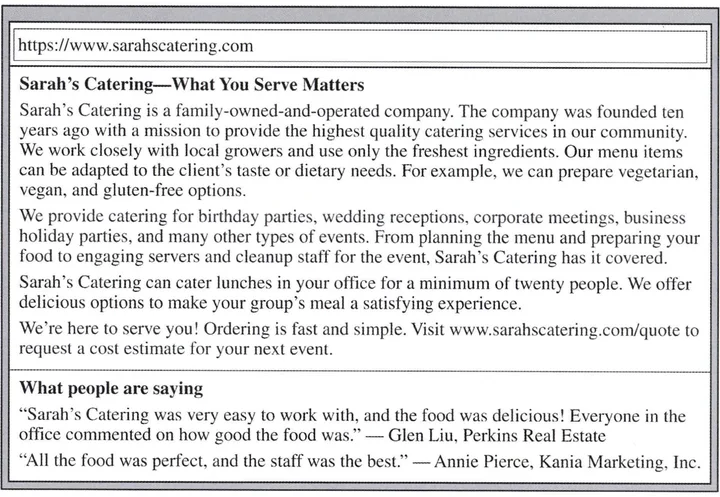 https://www.sarahscatering.com
Sarah's Catering—What You Serve Matters
Sarah's Catering is a family-owned-and-operated company. The company was founded ten
years ago with a mission to provide the highest quality catering services in our community.
We work closely with local growers and use only the freshest ingredients. Our menu items
can be adapted to the client's taste or dietary needs. For example, we can prepare vegetarian,
vegan, and gluten-free options.
We provide catering for birthday parties, wedding receptions, corporate meetings, business
holiday parties, and many other types of events. From planning the menu and preparing your
food to engaging servers and cleanup staff for the event, Sarah's Catering has it covered.
Sarah's Catering can cater lunches in your office for a minimum of twenty people. We offer
delicious options to make your group's meal a satisfying experience.
We're here to serve you! Ordering is fast and simple. Visit www.sarahscatering.com/quote to
request a cost estimate for your next event.
What people are saying
“Sarah's Catering was very easy to work with, and the food was delicious! Everyone in the
office commented on how good the food was.” — Glen Liu, Perkins Real Estate
“All the food was perfect, and the staff was the best.” — Annie Pierce, Kania Marketing, Inc.